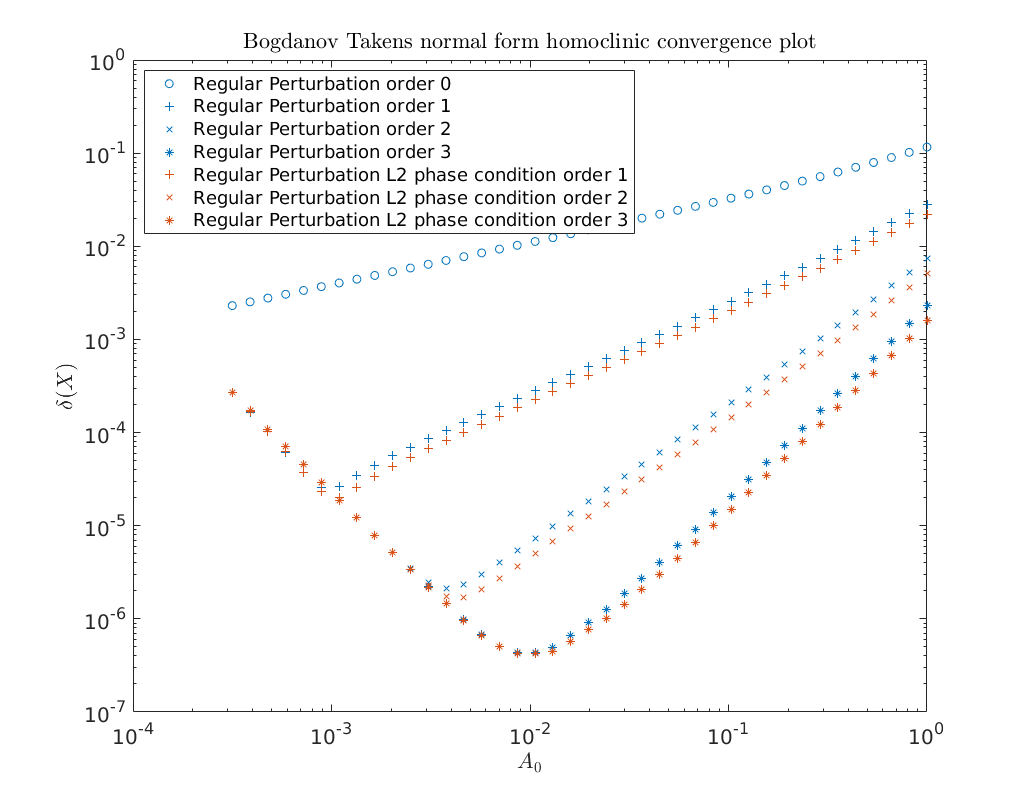 Bogdanov Takens normal form homoclinic convergence plot
Regular Perturbation order 0
Regular Perturbation order 1
Regular Perturbation order 2
Regular Perturbation order 3
Regular Perturbation L2 phase condition order 1
Regular Perturbation L2 phase condition order 2
Regular Perturbation L2 phase condition order 3
10^0
10^-1
10^-2
10^-3
10^-4
10^-5
10^-6
10^-7
δ(X)
10^-4 10^-3 10^-2 10^-1 10^0
A_0